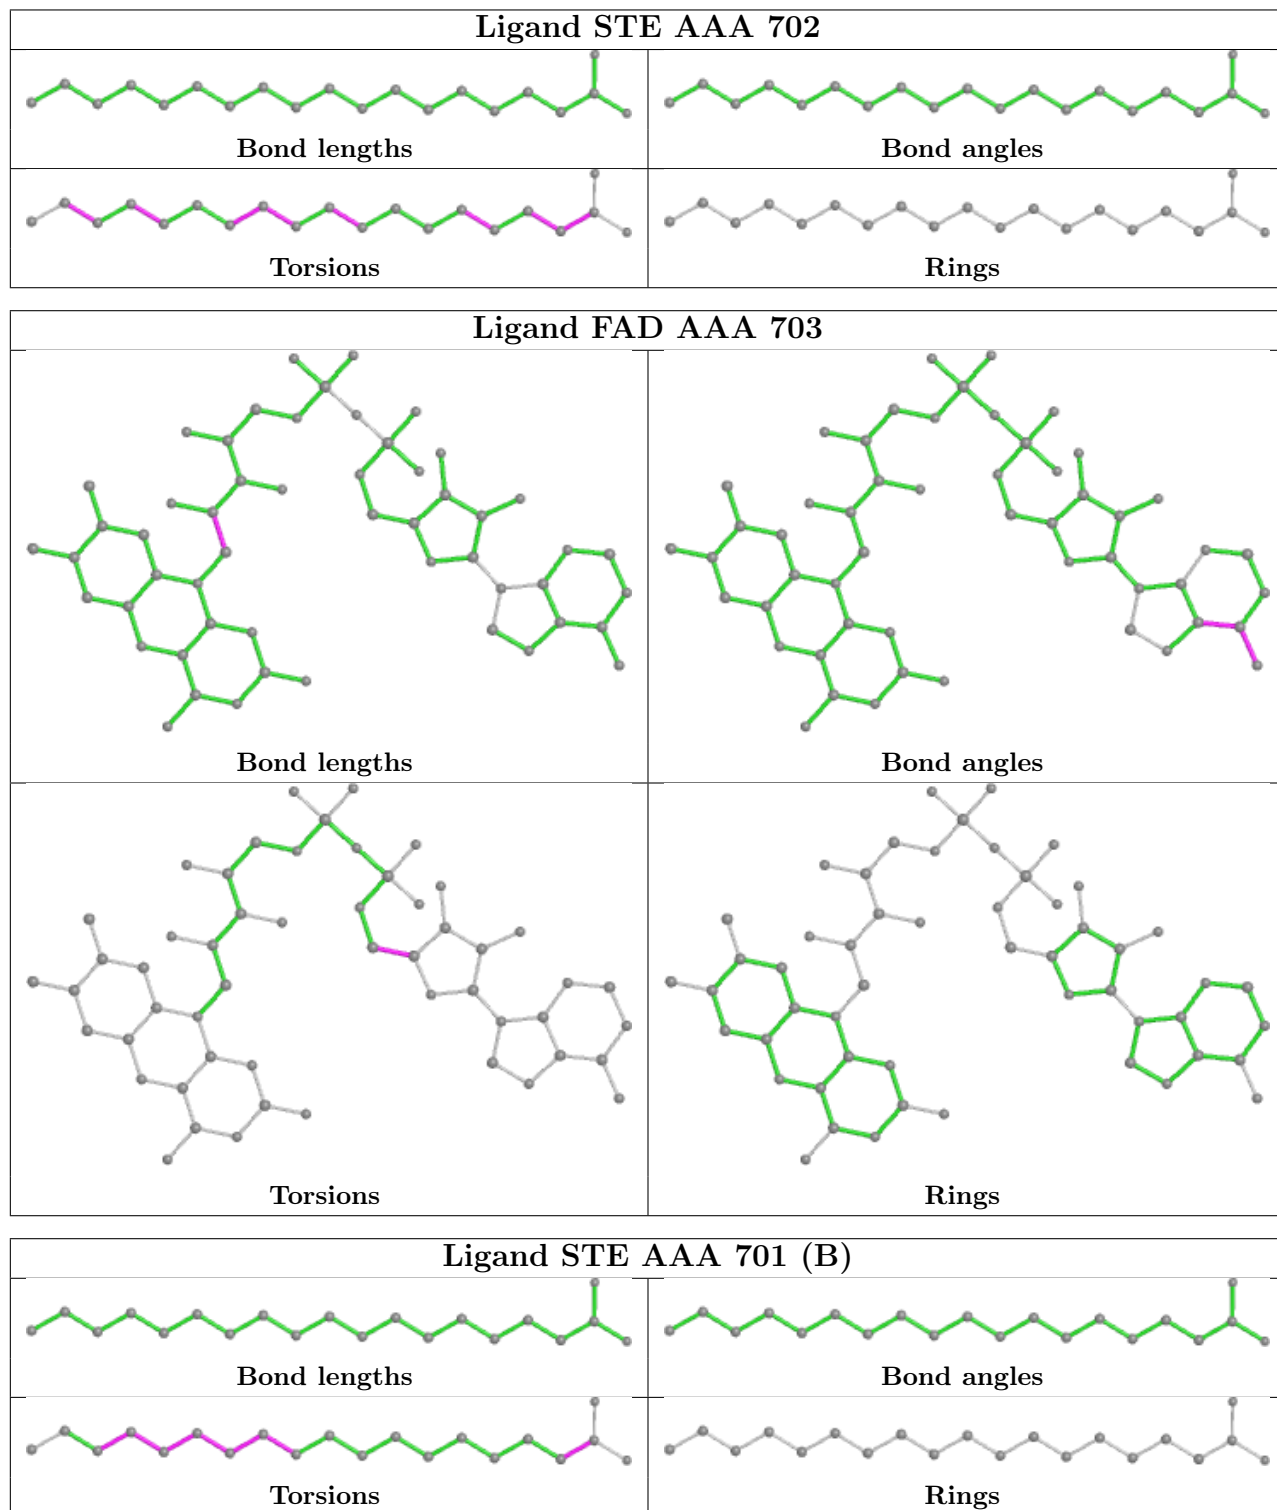 Ligand STE AAA 702
Bond lengths
Bond angles
Torsions
Rings
Ligand FAD AAA 703
Bond lengths
Bond angles
Torsions
Rings
Ligand STE AAA 701 (B)
Bond lengths
Bond angles
Torsions
Rings